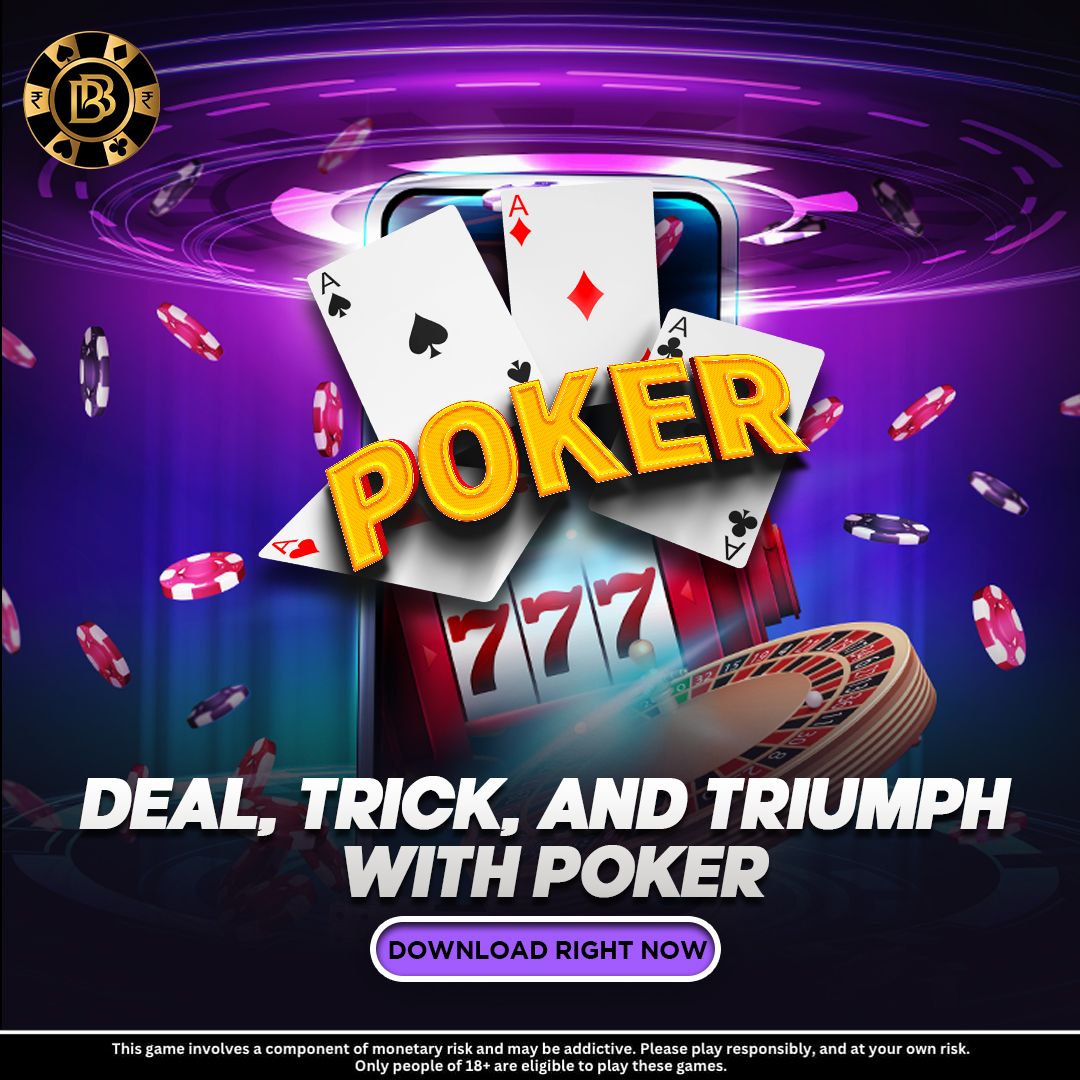 BB
₹
₹
A
A
A
A
A
POKER
777
DEAL, TRICK, AND TRIUMPH
WITH POKER
DOWNLOAD RIGHT NOW
This game involves a component of monetary risk and may be addictive. Please play responsibly, and at your own risk.
Only people of 18+ are eligible to play these games.